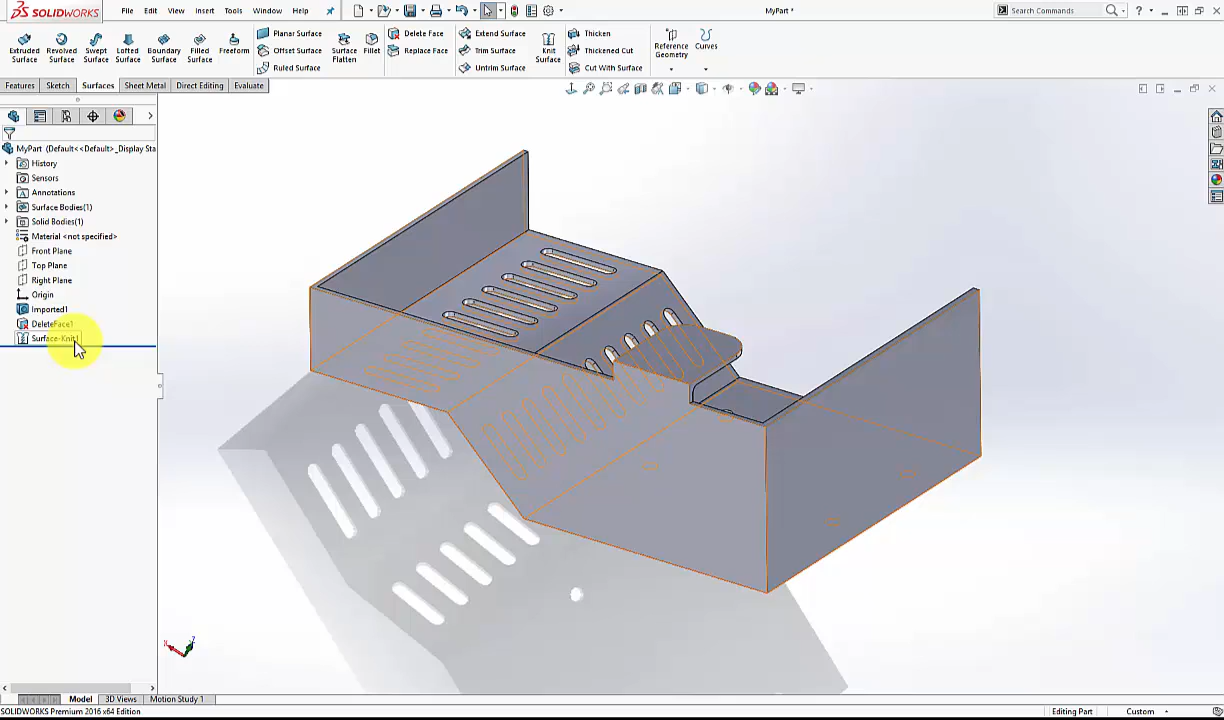 SOLIDWORKS
File Edit View Insert Tools Window Help
MyPart *
Search Commands
Extruded Surface
Revolved Surface
Swept Surface
Lofted Surface
Boundary Surface
Filled Surface
Freeform
Planar Surface
Offset Surface
Ruled Surface
Surface Flatten
Fillet
Delete Face
Replace Face
Extend Surface
Trim Surface
Untrim Surface
Knit Surface
Thicken
Thickened Cut
Cut With Surface
Reference Geometry
Curves
Features Sketch Surfaces Sheet Metal Direct Editing Evaluate
MyPart (Default<<Default>_Display Sta
History
Sensors
Annotations
Surface Bodies(1)
Solid Bodies(1)
Material <not specified>
Front Plane
Top Plane
Right Plane
Origin
Imported1
DeleteFace1
Surface-Knit1
X
Z
Model 3D Views Motion Study 1
SOLIDWORKS Premium 2016 x64 Edition
Editing Part
Custom